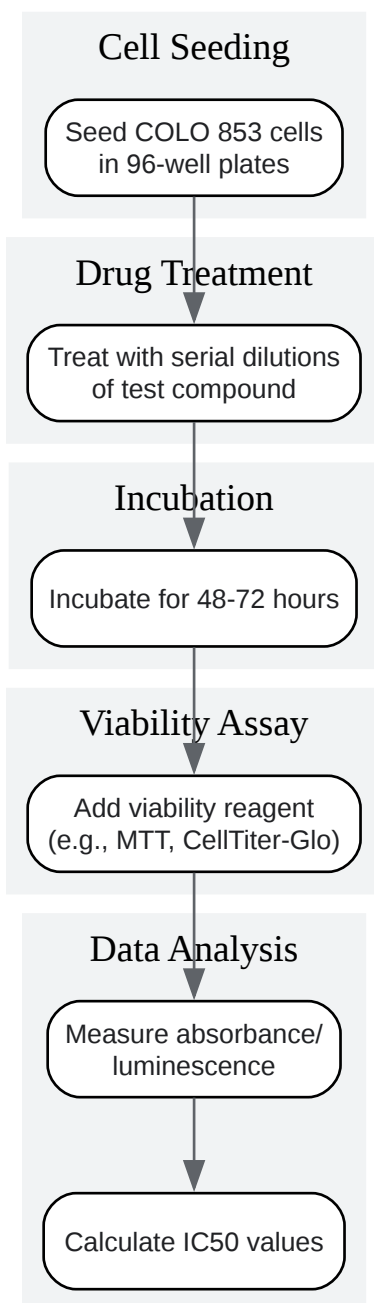 Cell Seeding
Seed COLO 853 cells
in 96-well plates
Drug Treatment
Treat with serial dilutions
of test compound
Incubation
Incubate for 48-72 hours
Viability Assay
Add viability reagent
(e.g., MTT, CellTiter-Glo)
Data Analysis
Measure absorbance/
luminescence
Calculate IC50 values